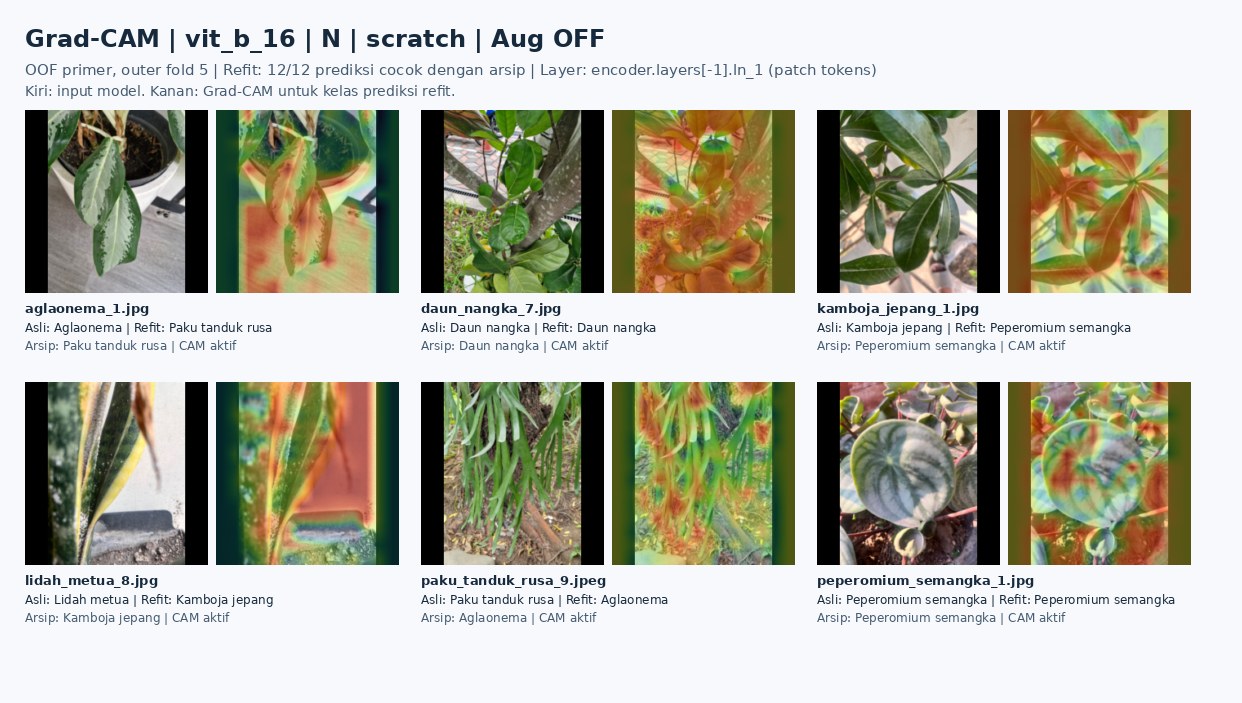 Grad-CAM | vit_b_16 | N | scratch | Aug OFF
OOF primer, outer fold 5 | Refit: 12/12 prediksi cocok dengan arsip | Layer: encoder.layers[-1].ln_1 (patch tokens)
Kiri: input model. Kanan: Grad-CAM untuk kelas prediksi refit.
aglaonema_1.jpg
Asli: Aglaonema | Refit: Paku tanduk rusa
Arsip: Paku tanduk rusa | CAM aktif
daun_nangka_7.jpg
Asli: Daun nangka | Refit: Daun nangka
Arsip: Daun nangka | CAM aktif
kamboja_jepang_1.jpg
Asli: Kamboja jepang | Refit: Peperomium semangka
Arsip: Peperomium semangka | CAM aktif
lidah_metua_8.jpg
Asli: Lidah metua | Refit: Kamboja jepang
Arsip: Kamboja jepang | CAM aktif
paku_tanduk_rusa_9.jpeg
Asli: Paku tanduk rusa | Refit: Aglaonema
Arsip: Aglaonema | CAM aktif
peperomium_semangka_1.jpg
Asli: Peperomium semangka | Refit: Peperomium semangka
Arsip: Peperomium semangka | CAM aktif